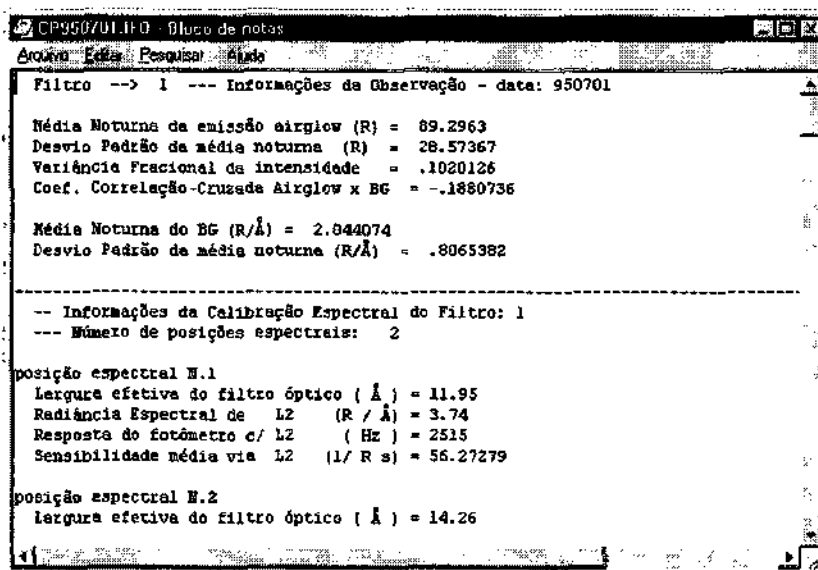 CP950701.IFO - Bloco de notas
Arquivo Editar Pesquisar Ajuda
Filtro --> 1 --- Informações da Observação - data: 950701
Média Noturna da emissão airglow (R) = 89.2963
Desvio Padrão da média noturna (R) = 28.57367
Variância Fracional da intensidade = .1020126
Coef. Correlação-Cruzada Airglow x BG = -.1880736
Média Noturna do BG (R/Å) = 2.844074
Desvio Padrão da média noturna (R/Å) = .8065382
-- Informações da Calibração Espectral do Filtro: 1
--- Número de posições espectrais: 2
posição espectral N.1
Largura efetiva do filtro óptico ( Å ) = 11.95
Radiância Espectral de L2 (R / Å) = 3.74
Resposta do fotômetro c/ L2 ( Hz ) = 2515
Sensibilidade média via L2 (1/ R s) = 56.27279
posição espectral N.2
Largura efetiva do filtro óptico ( Å ) = 14.26